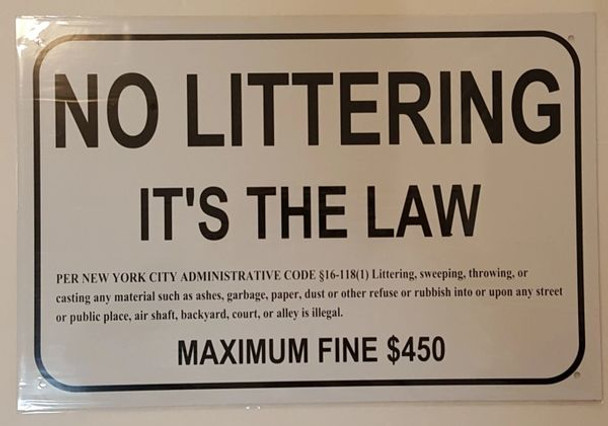 NO LITTERING
IT'S THE LAW
PER NEW YORK CITY ADMINISTRATIVE CODE §16-118(1) Littering, sweeping, throwing, or
casting any material such as ashes, garbage, paper, dust or other refuse or rubbish into or upon any street
or public place, air shaft, backyard, court, or alley is illegal.
MAXIMUM FINE $450